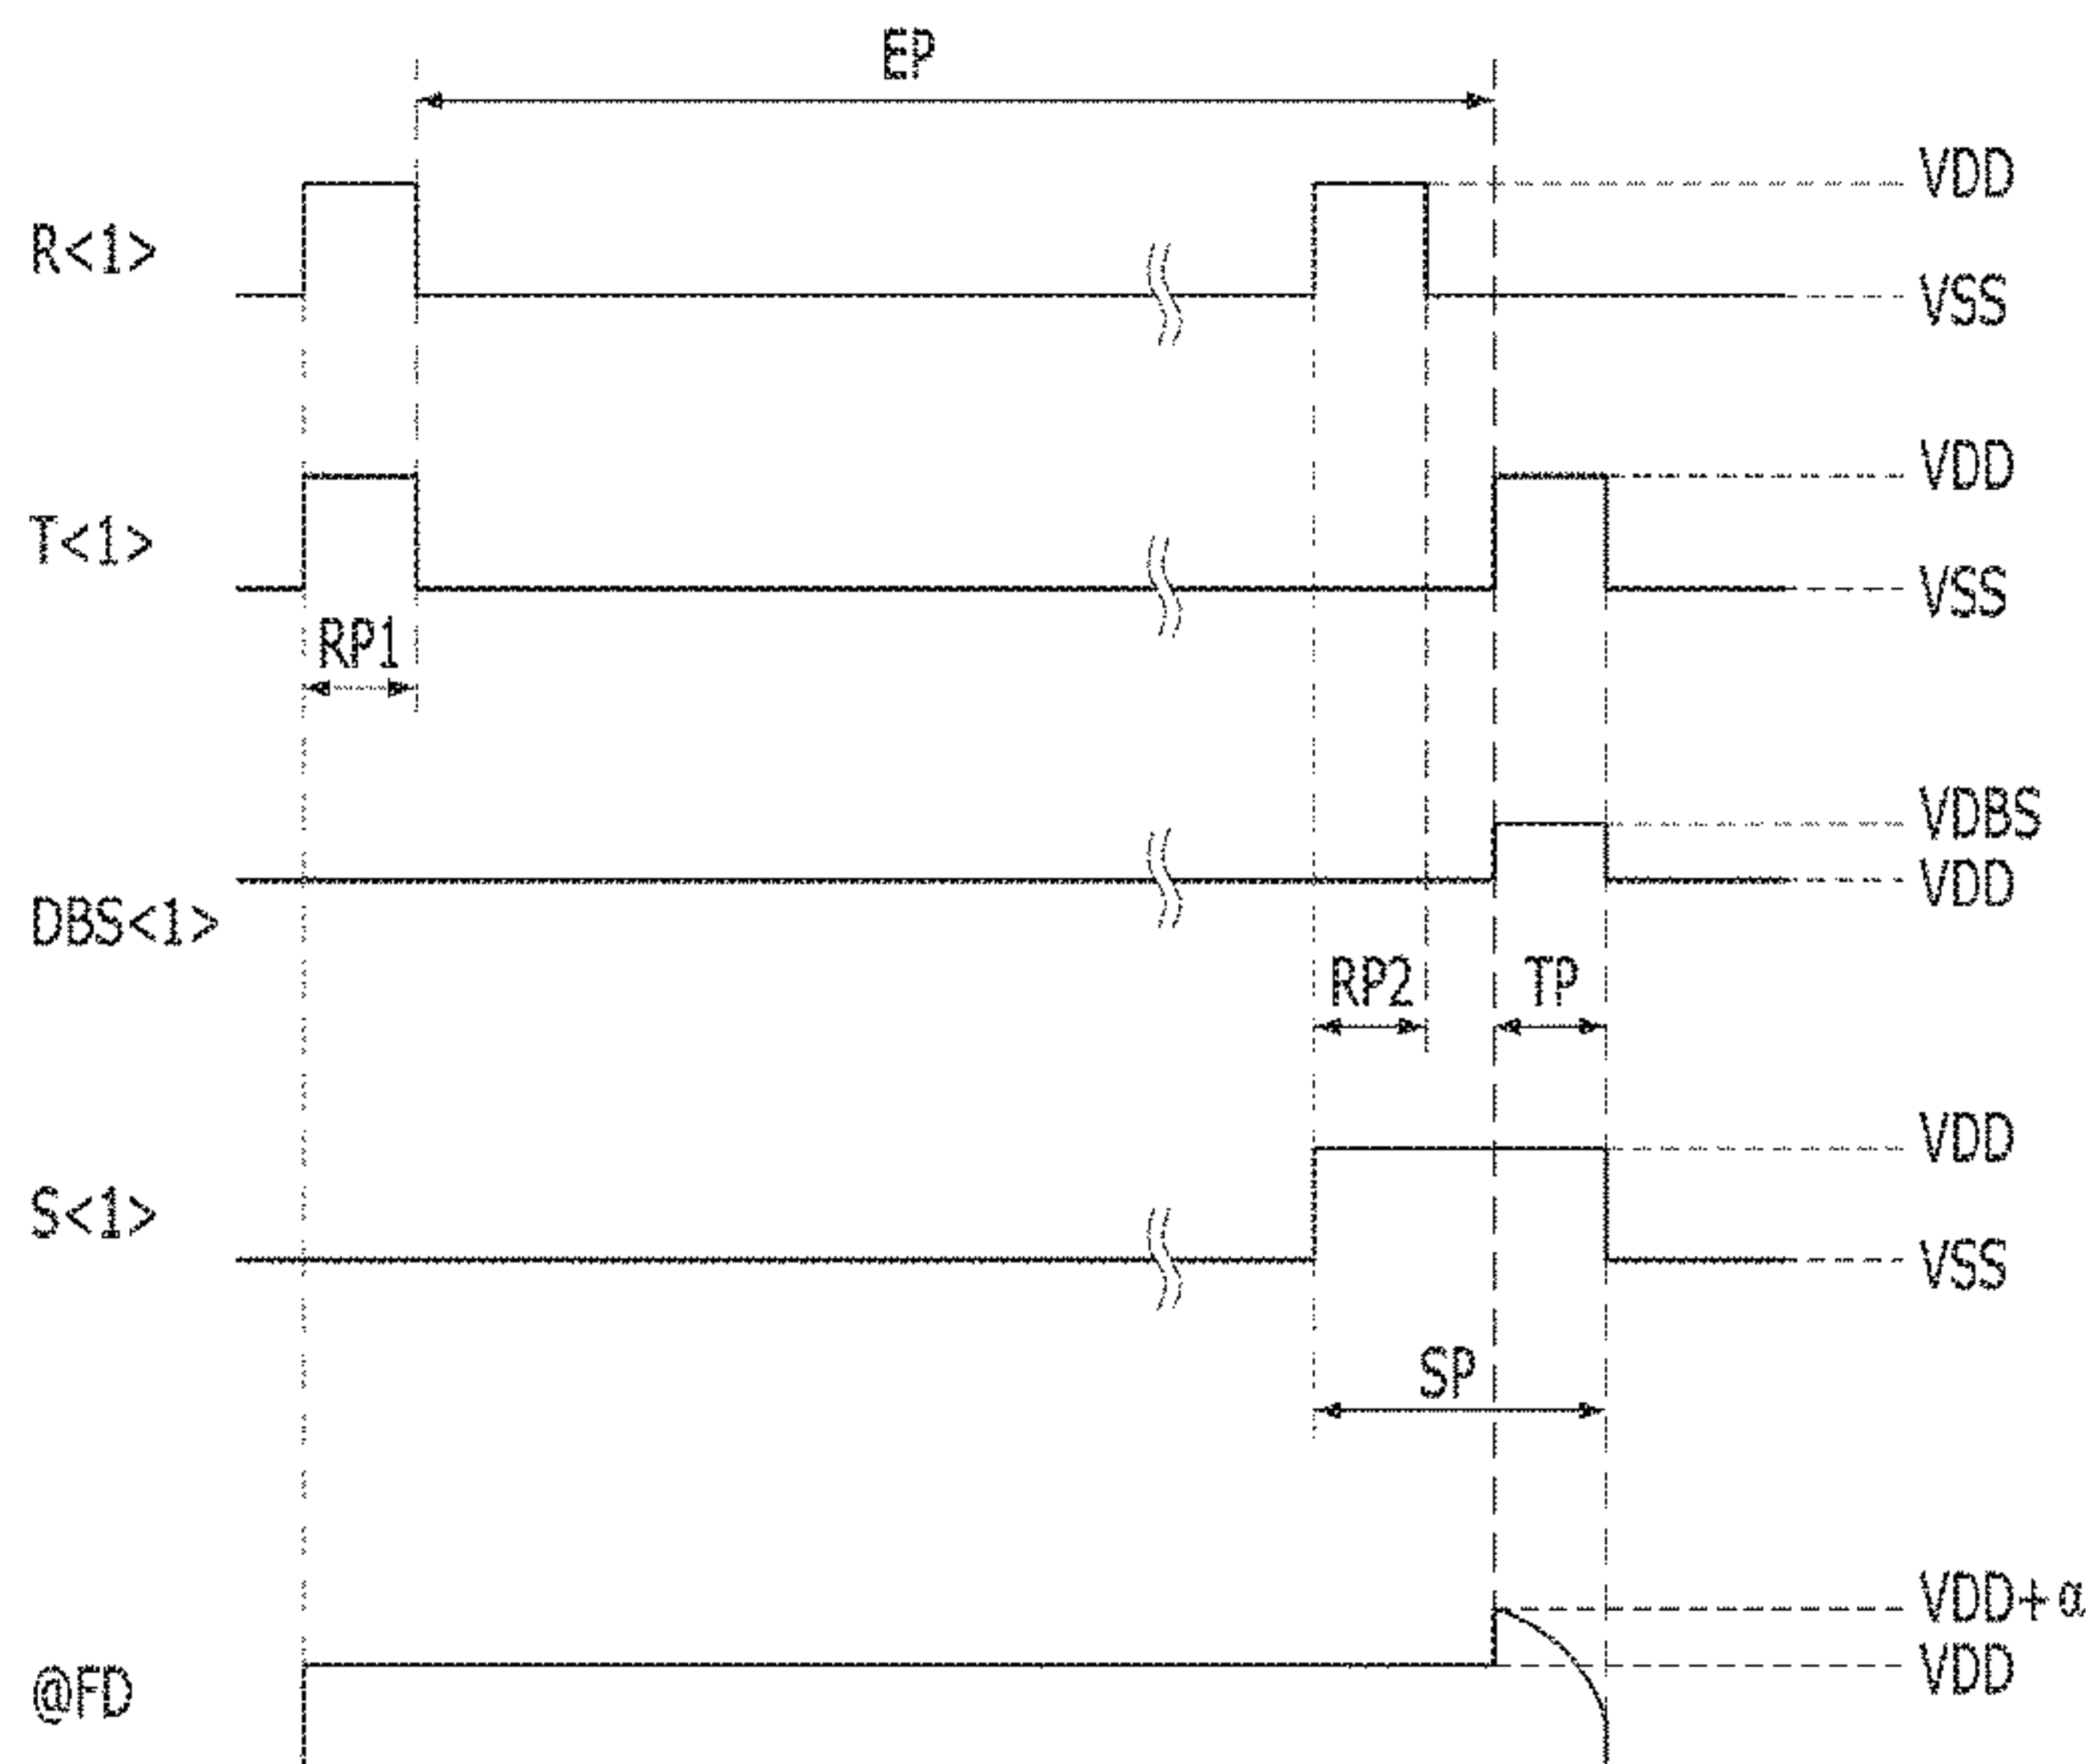 EP
VDD
R<1>
VSS
VDD
T<1>
VSS
RP1
VDBS
VDD
DBS<1>
RP2
TP
VDD
S<1>
VSS
SP
VDD+α
VDD
@FD